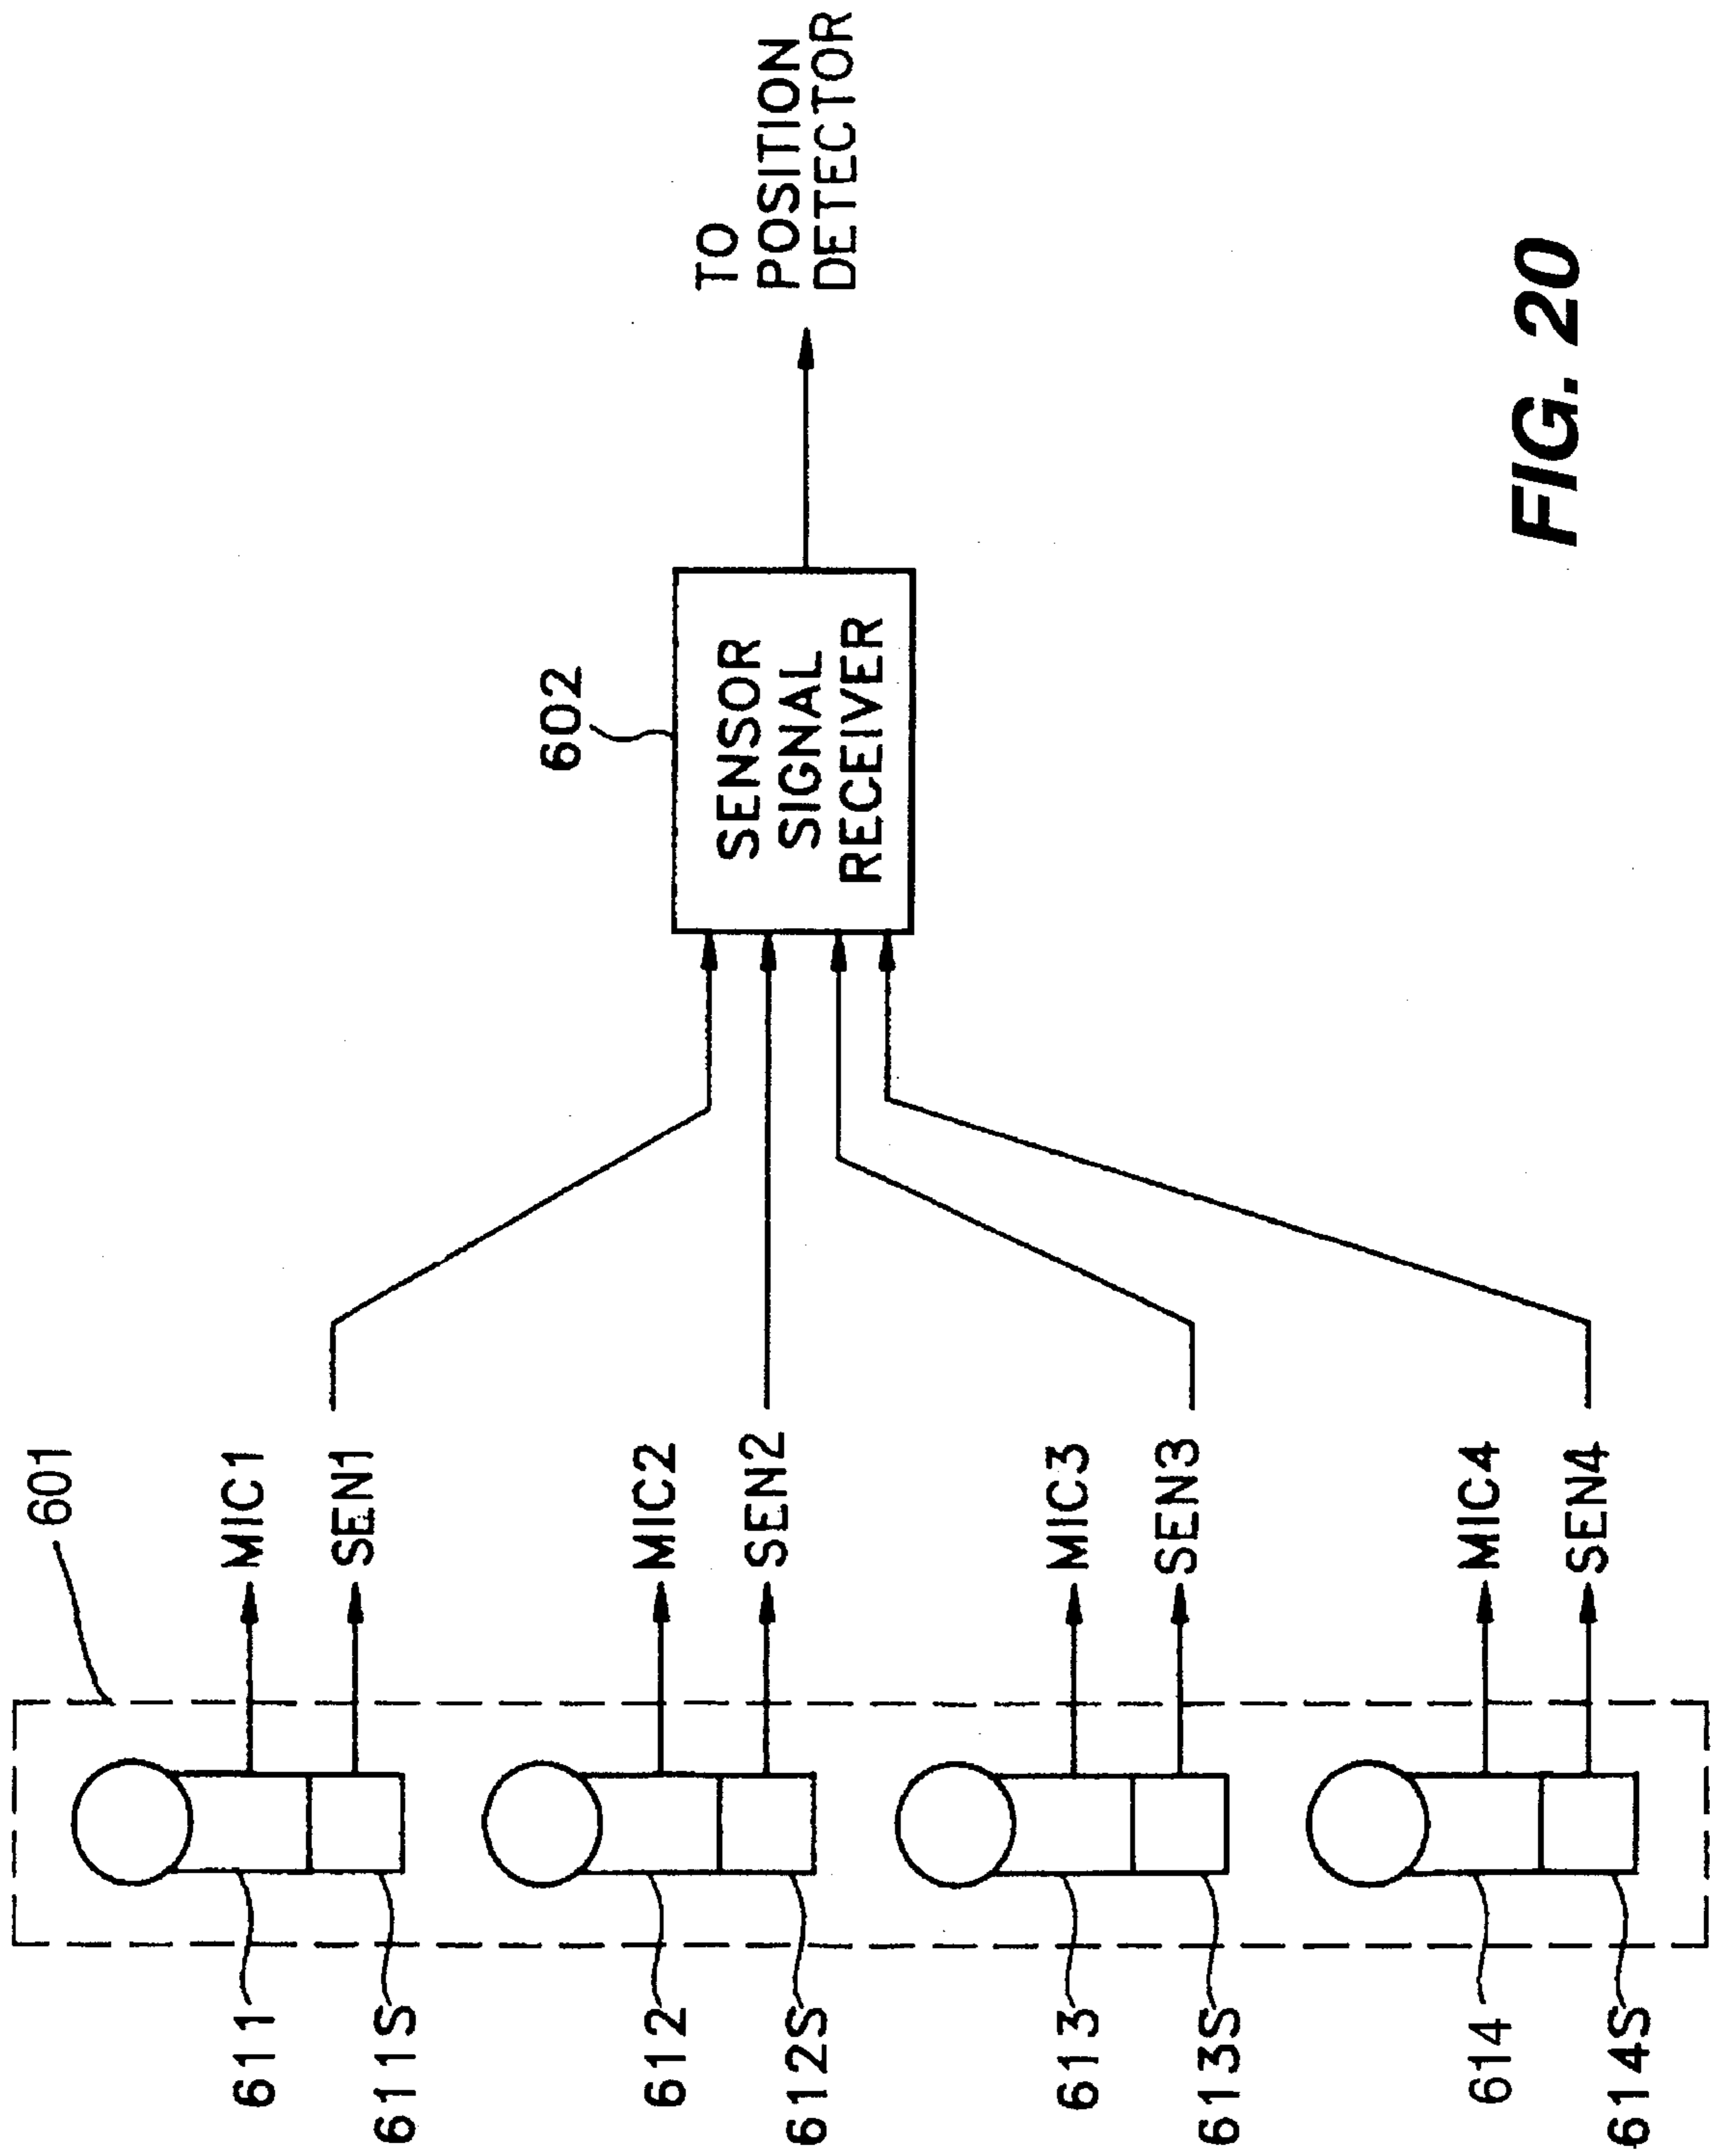 601
611
MIC1
611S
SEN1
612
MIC2
612S
SEN2
613
MIC3
613S
SEN3
614
MIC4
614S
SEN4
602
SENSOR
SIGNAL
RECEIVER
TO
POSITION
DETECTOR
FIG. 20